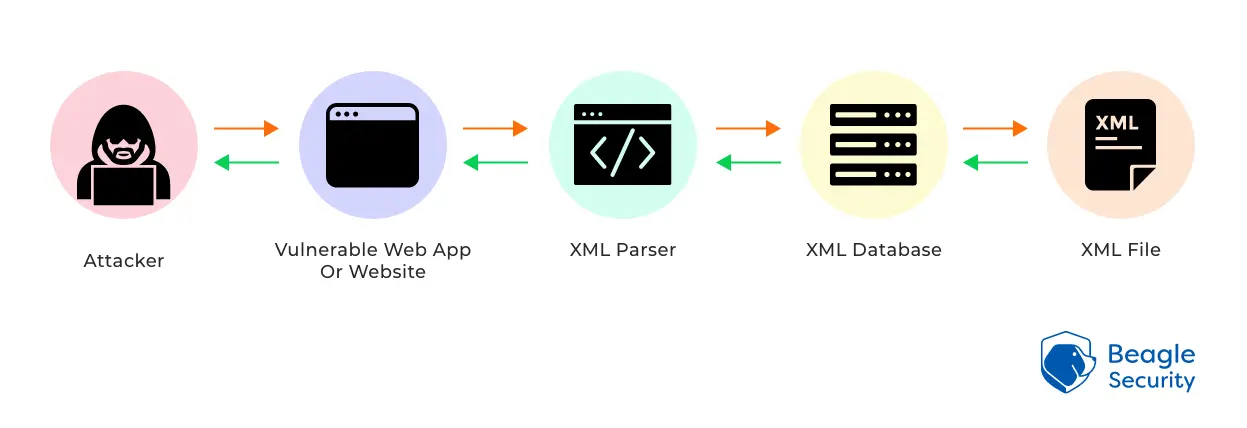 XML
Attacker
Vulnerable Web App
Or Website
XML Parser
XML Database
XML File
Beagle
Security